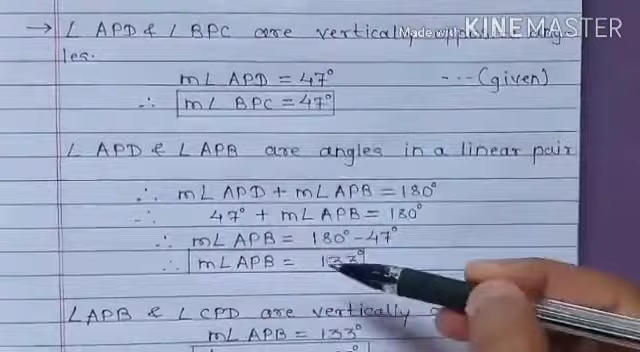 → ∠ APD & ∠ BPC are vertically
les.
m∠ APD = 47° ---(given)
∴ m∠ BPC = 47°
∠ APD & ∠ APB are angles in a linear pair
∴ m∠ APD + m∠ APB = 180°
∴ 47° + m∠ APB = 180°
∴ m∠ APB = 180° - 47°
∴ m∠ APB = 133°
∠ APB & ∠ CPD are vertically
m∠ APB = 133°
Made with KINEMASTER